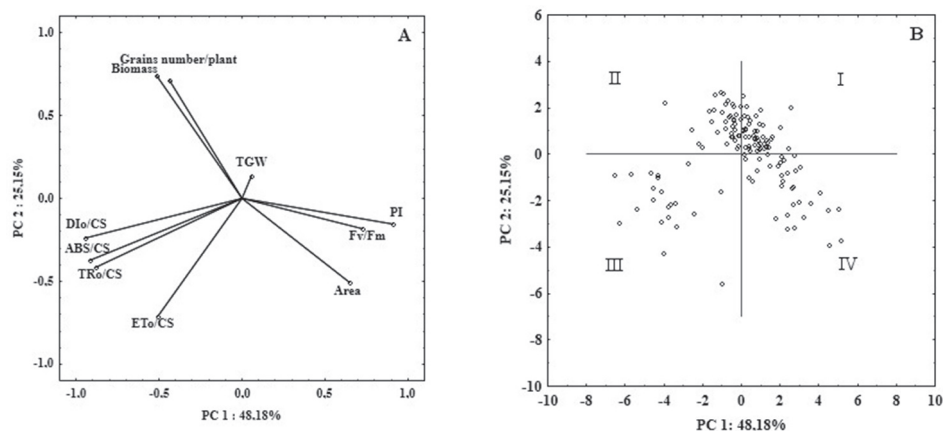 A
1.0
0.5
0.0
-0.5
-1.0
PC 2 : 25.15%
Grains number/plant
Biomass
TGW
PI
Fv/Fm
Area
DIo/CS
ABS/CS
TRo/CS
ETo/CS
-1.0 -0.5 0.0 0.5 1.0
PC 1 : 48.18%
B
6
4
2
0
-2
-4
-6
-8
-10
PC 2: 25.15%
II
I
III
IV
-10 -8 -6 -4 -2 0 2 4 6 8 10
PC 1: 48.18%